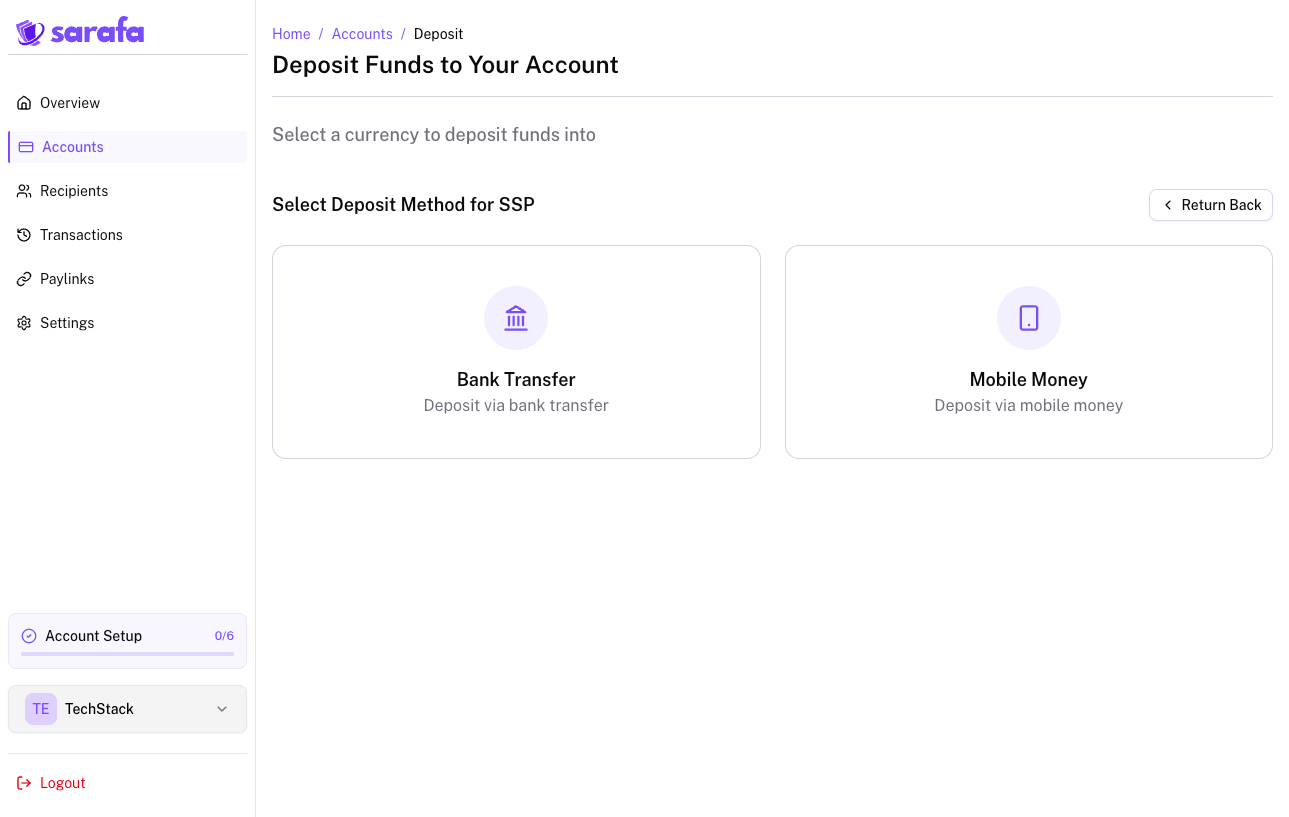 sarafa
Overview
Accounts
Recipients
Transactions
Paylinks
Settings
Account Setup 0/6
TE TechStack
Logout
Home / Accounts / Deposit
Deposit Funds to Your Account
Select a currency to deposit funds into
Select Deposit Method for SSP
Return Back
Bank Transfer
Deposit via bank transfer
Mobile Money
Deposit via mobile money